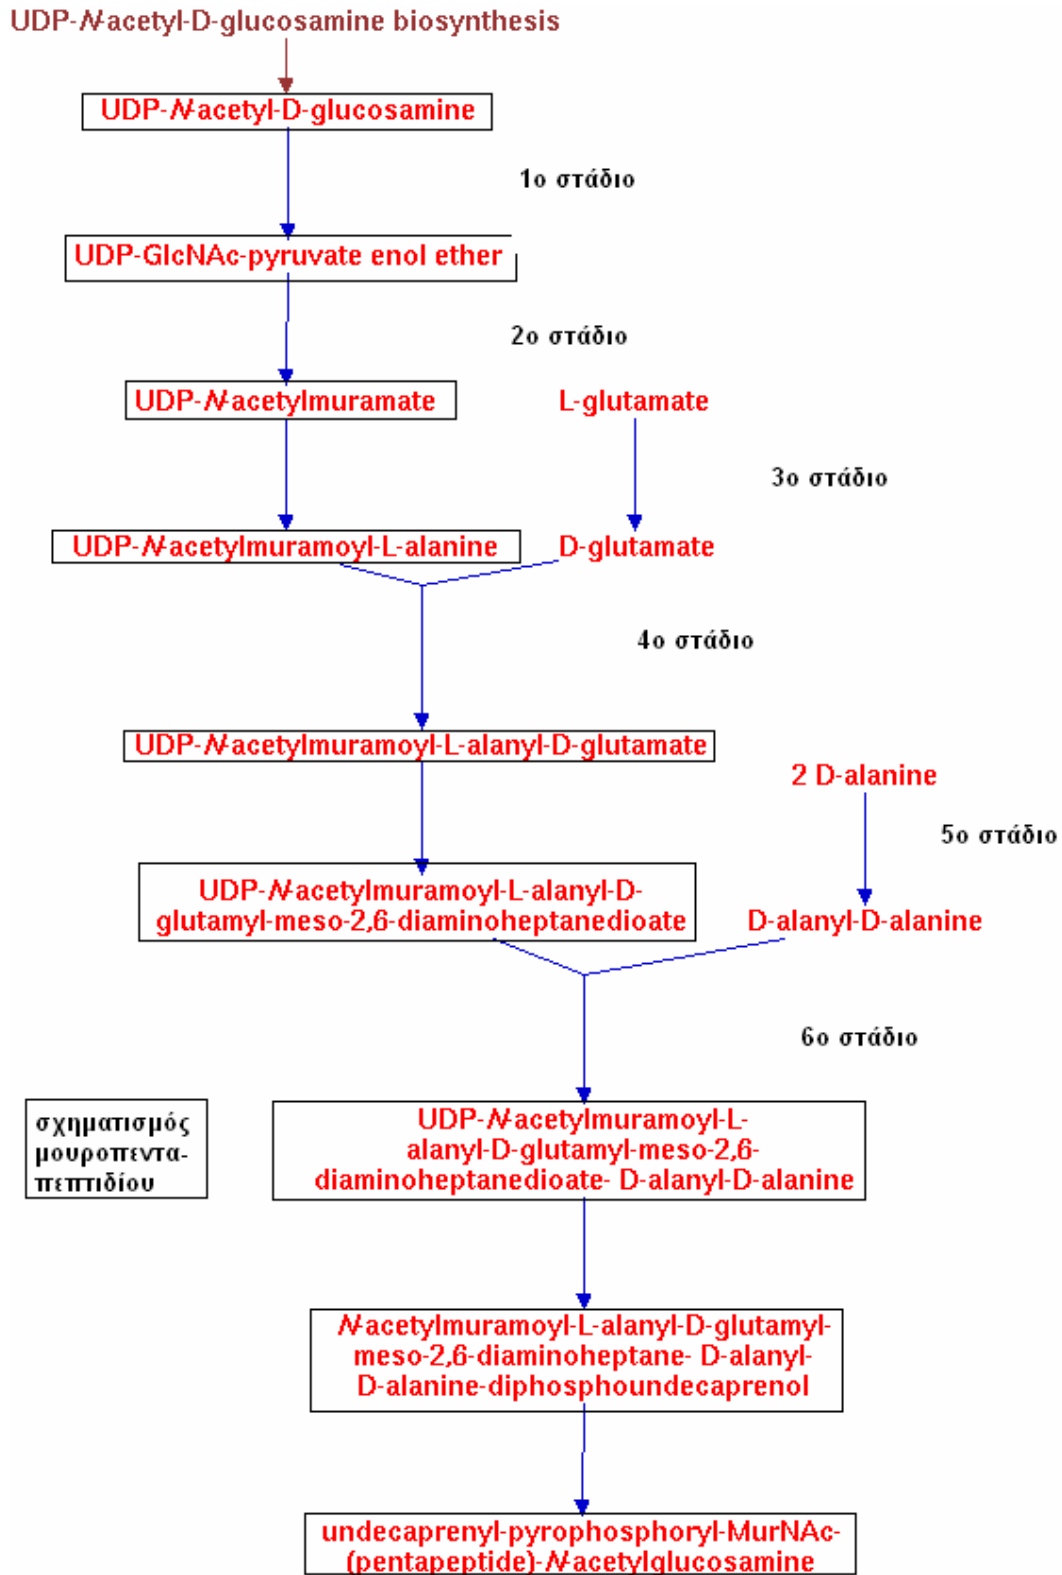 UDP-N-acetyl-D-glucosamine biosynthesis
UDP-N-acetyl-D-glucosamine
1ο στάδιο
UDP-GlcNAc-pyruvate enol ether
2ο στάδιο
UDP-N-acetylmuramate
L-glutamate
3ο στάδιο
UDP-N-acetylmuramoyl-L-alanine
D-glutamate
4ο στάδιο
UDP-N-acetylmuramoyl-L-alanyl-D-glutamate
2 D-alanine
5ο στάδιο
UDP-N-acetylmuramoyl-L-alanyl-D-
glutamyl-meso-2,6-diaminoheptanedioate
D-alanyl-D-alanine
6ο στάδιο
σχηματισμός
μουροπεντα-
πεπτιδίου
UDP-N-acetylmuramoyl-L-
alanyl-D-glutamyl-meso-2,6-
diaminoheptanedioate- D-alanyl-D-alanine
N-acetylmuramoyl-L-alanyl-D-glutamyl-
meso-2,6-diaminoheptane- D-alanyl-
D-alanine-diphosphoundecaprenol
undecaprenyl-pyrophosphoryl-MurNAc-
(pentapeptide)-N-acetylglucosamine